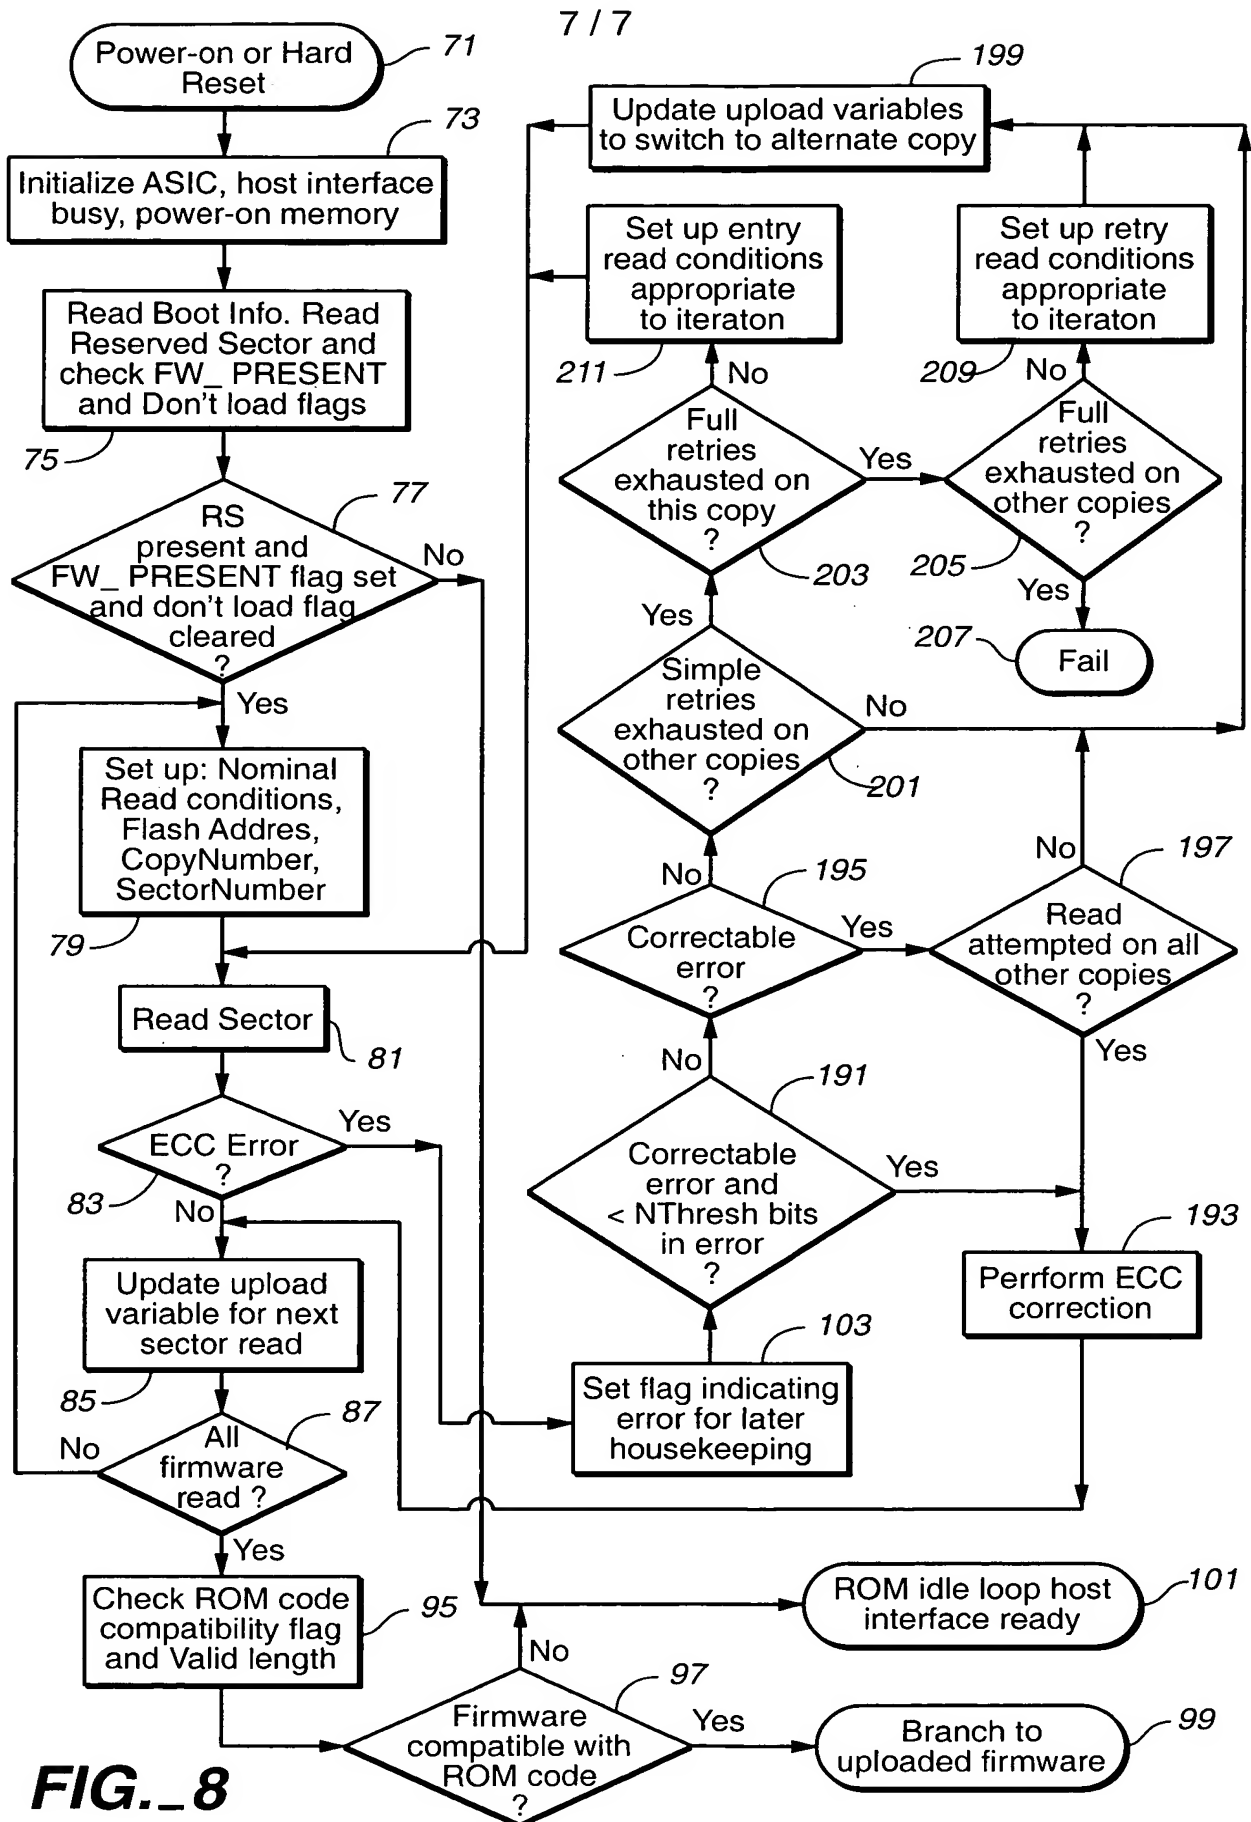 7 / 7
Power-on or Hard
Reset
71
73
Initialize ASIC, host interface
busy, power-on memory
Read Boot Info. Read
Reserved Sector and
check FW_ PRESENT
and Don't load flags
75
77
RS
present and
FW_ PRESENT flag set
and don't load flag
cleared
?
No
Yes
Set up: Nominal
Read conditions,
Flash Addres,
CopyNumber,
SectorNumber
79
Read Sector
81
ECC Error
?
Yes
83
No
Update upload
variable for next
sector read
85
87
All
firmware
read ?
No
Yes
Check ROM code
compatibility flag
and Valid length
95
199
Update upload variables
to switch to alternate copy
Set up entry
read conditions
appropriate
to iteraton
211
No
Set up retry
read conditions
appropriate
to iteraton
209
No
Full
retries
exhausted on
this copy
?
203
Yes
Full
retries
exhausted on
other copies
?
205
Yes
207
Fail
Yes
Simple
retries
exhausted on
other copies
?
No
201
No
195
Correctable
error
?
Yes
No
197
Read
attempted on all
other copies
?
Yes
No
191
Correctable
error and
< NThresh bits
in error
?
Yes
193
Perrform ECC
correction
103
Set flag indicating
error for later
housekeeping
ROM idle loop host
interface ready
101
No
97
Firmware
compatible with
ROM code
?
Yes
Branch to
uploaded firmware
99
FIG._8